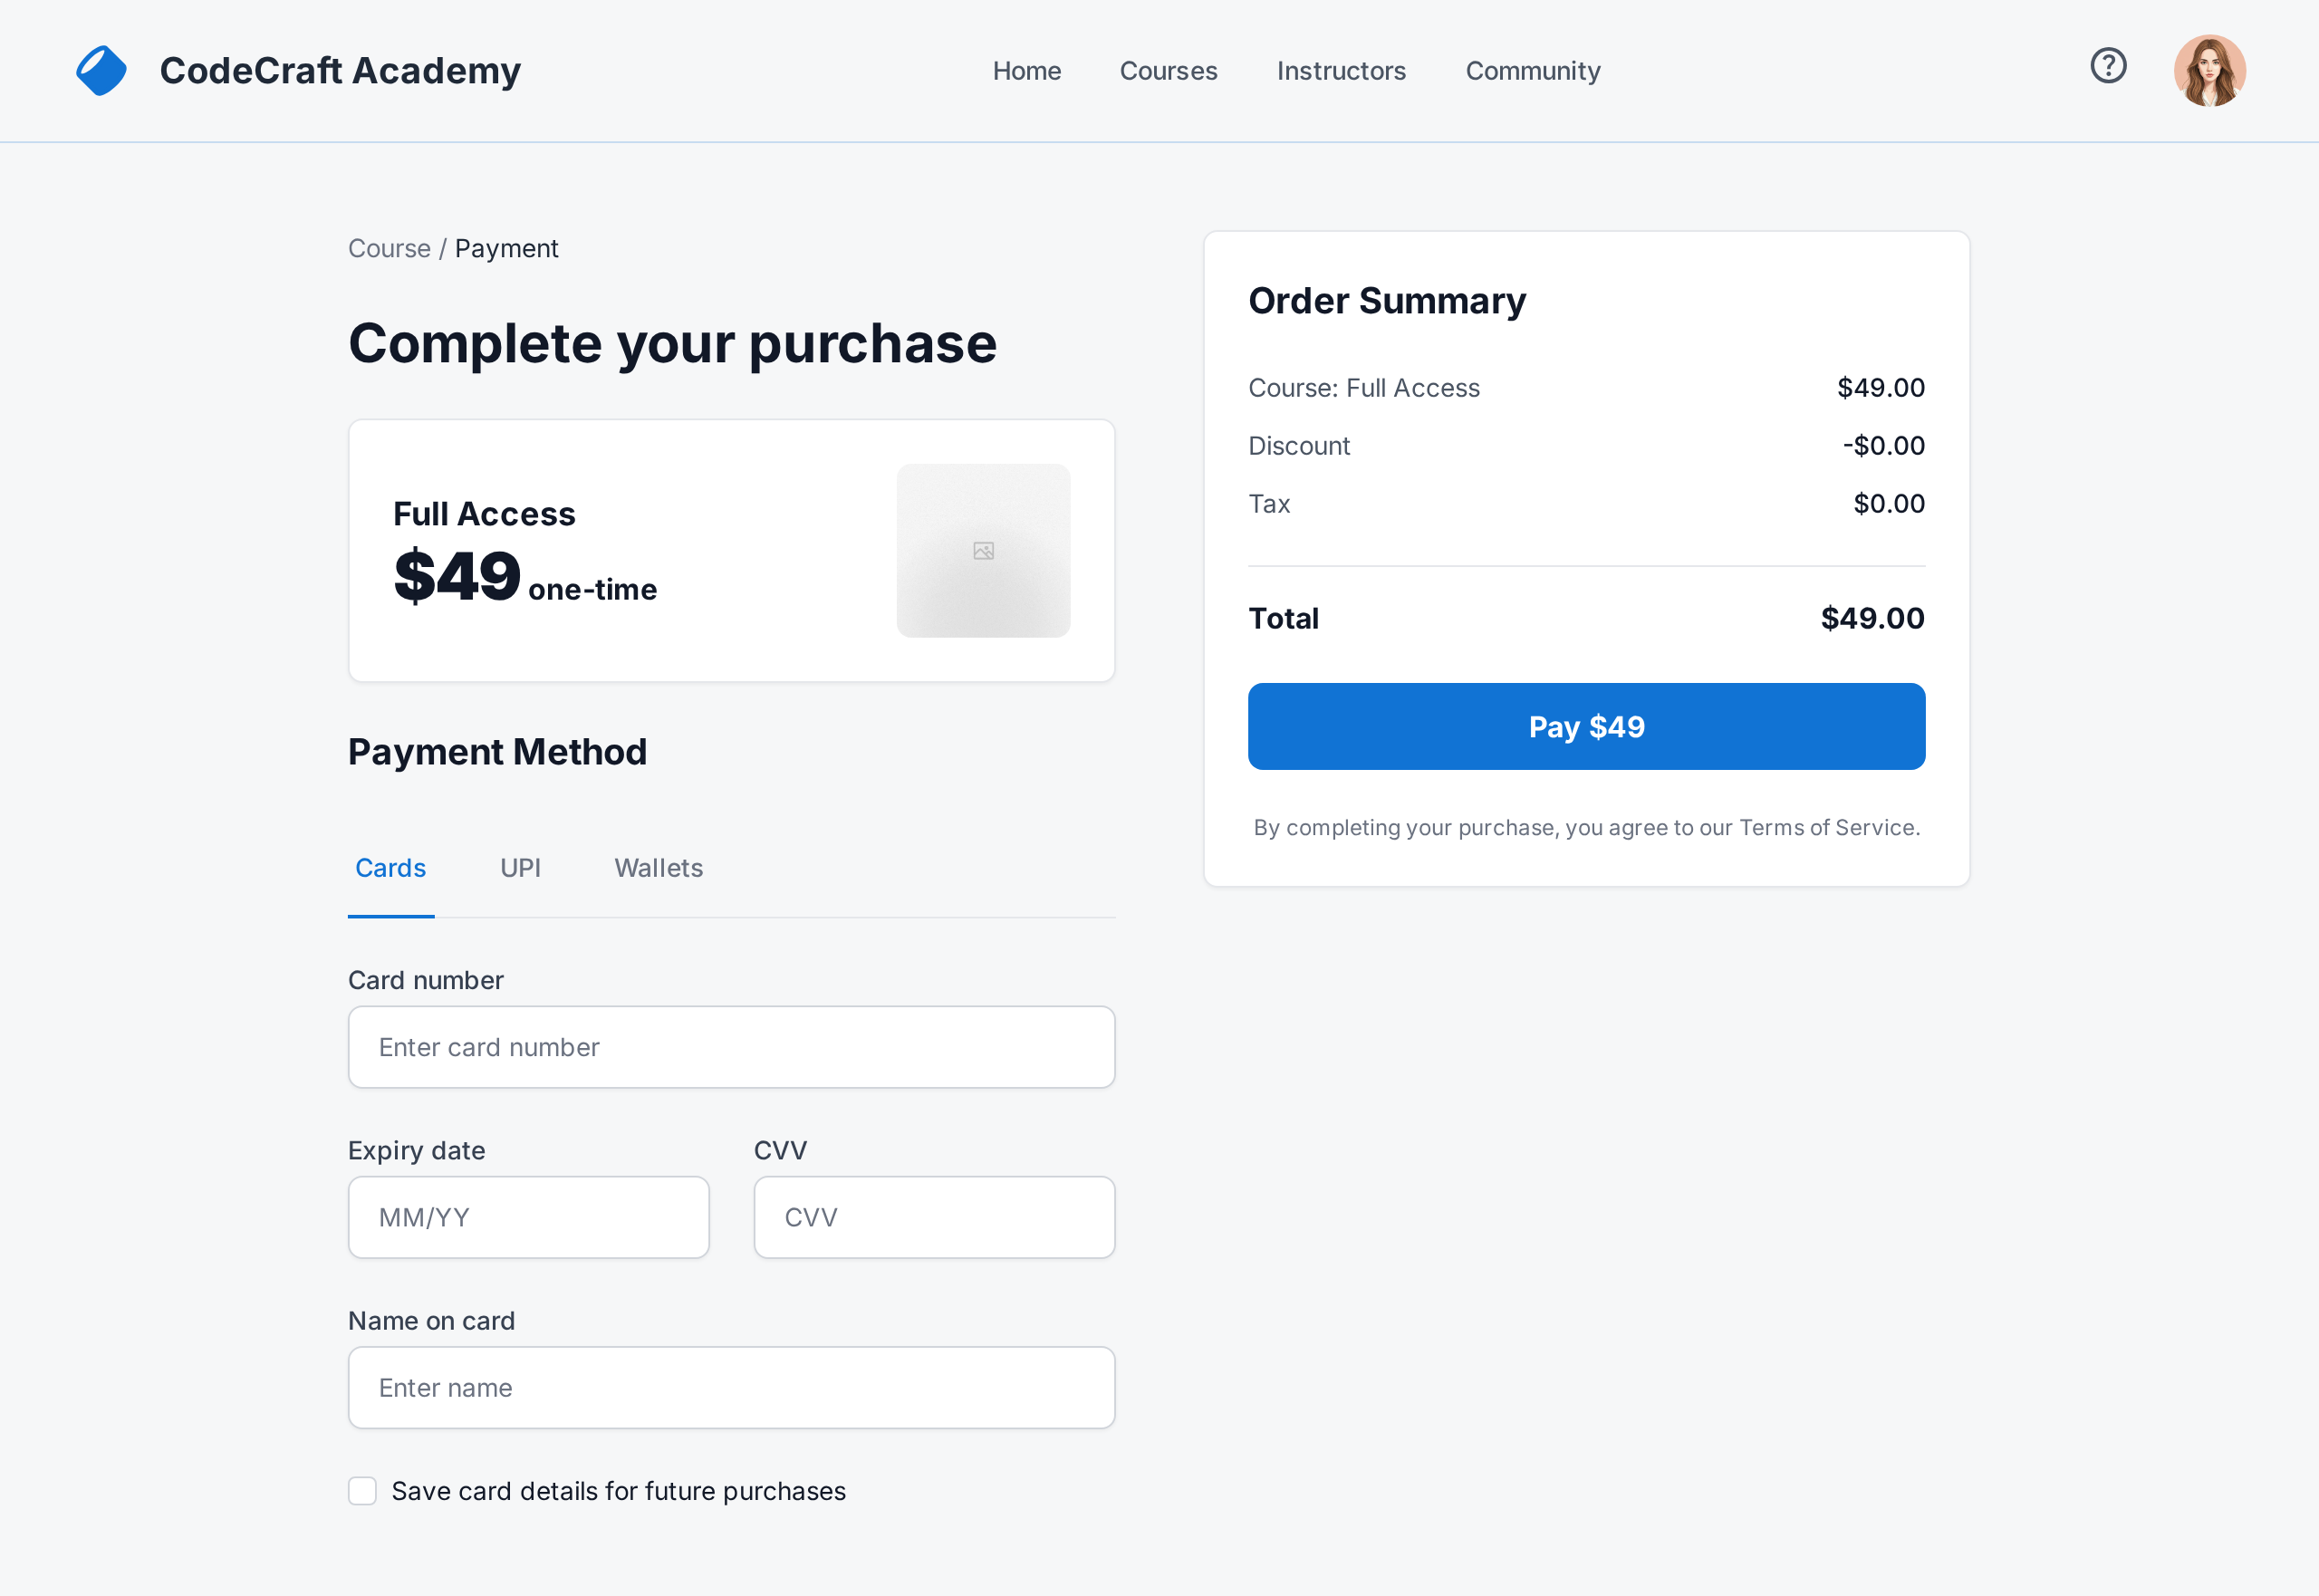 CodeCraft Academy
Home Courses Instructors Community
Course / Payment
Complete your purchase
Full Access
$49 one-time
Payment Method
Cards UPI Wallets
Card number
Enter card number
Expiry date CVV
MM/YY CVV
Name on card
Enter name
Save card details for future purchases
Order Summary
Course: Full Access $49.00
Discount -$0.00
Tax $0.00
Total $49.00
Pay $49
By completing your purchase, you agree to our Terms of Service.